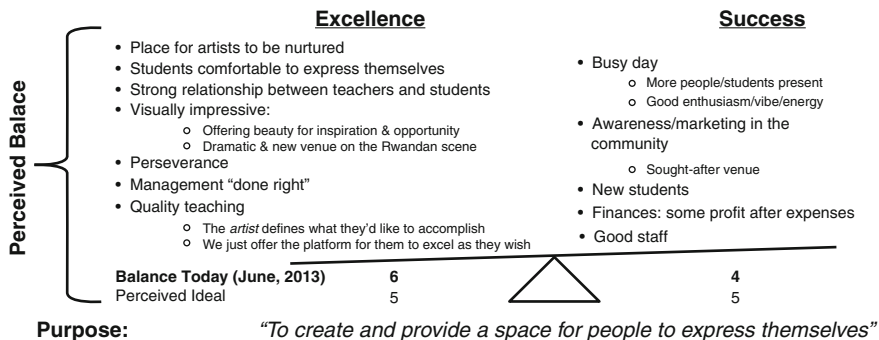 Perceived Balace
Excellence
• Place for artists to be nurtured
• Students comfortable to express themselves
• Strong relationship between teachers and students
• Visually impressive:
o Offering beauty for inspiration & opportunity
o Dramatic & new venue on the Rwandan scene
• Perseverance
• Management “done right”
• Quality teaching
o The artist defines what they’d like to accomplish
o We just offer the platform for them to excel as they wish
Success
• Busy day
o More people/students present
o Good enthusiasm/vibe/energy
• Awareness/marketing in the
community
o Sought-after venue
• New students
• Finances: some profit after expenses
• Good staff
Balance Today (June, 2013) 6 4
Perceived Ideal 5 5
Purpose: “To create and provide a space for people to express themselves”